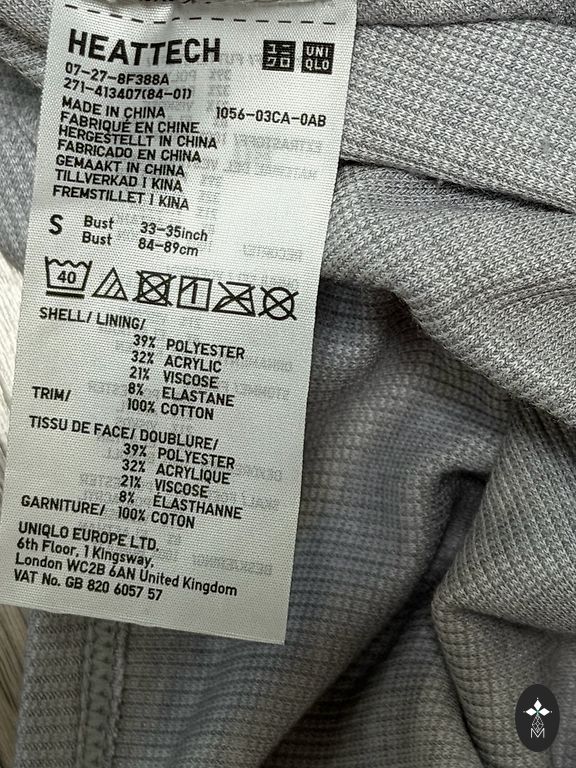 HEATTECH
ユニクロ UNIQLO
07-27-8F388A
271-413407(84-01)
MADE IN CHINA 1056-03CA-0AB
FABRIQUÉ EN CHINE
HERGESTELLT IN CHINA
FABRICADO EN CHINA
GEMAAKT IN CHINA
TILLVERKAD I KINA
FREMSTILLET I KINA
S Bust 33-35inch
Bust 84-89cm
40
SHELL/ LINING/
39% POLYESTER
32% ACRYLIC
21% VISCOSE
8% ELASTANE
TRIM/ 100% COTTON
TISSU DE FACE/ DOUBLURE/
39% POLYESTER
32% ACRYLIQUE
21% VISCOSE
8% ÉLASTHANNE
GARNITURE/ 100% COTON
UNIQLO EUROPE LTD.
6th Floor, 1 Kingsway,
London WC2B 6AN United Kingdom
VAT No. GB 820 6057 57
M